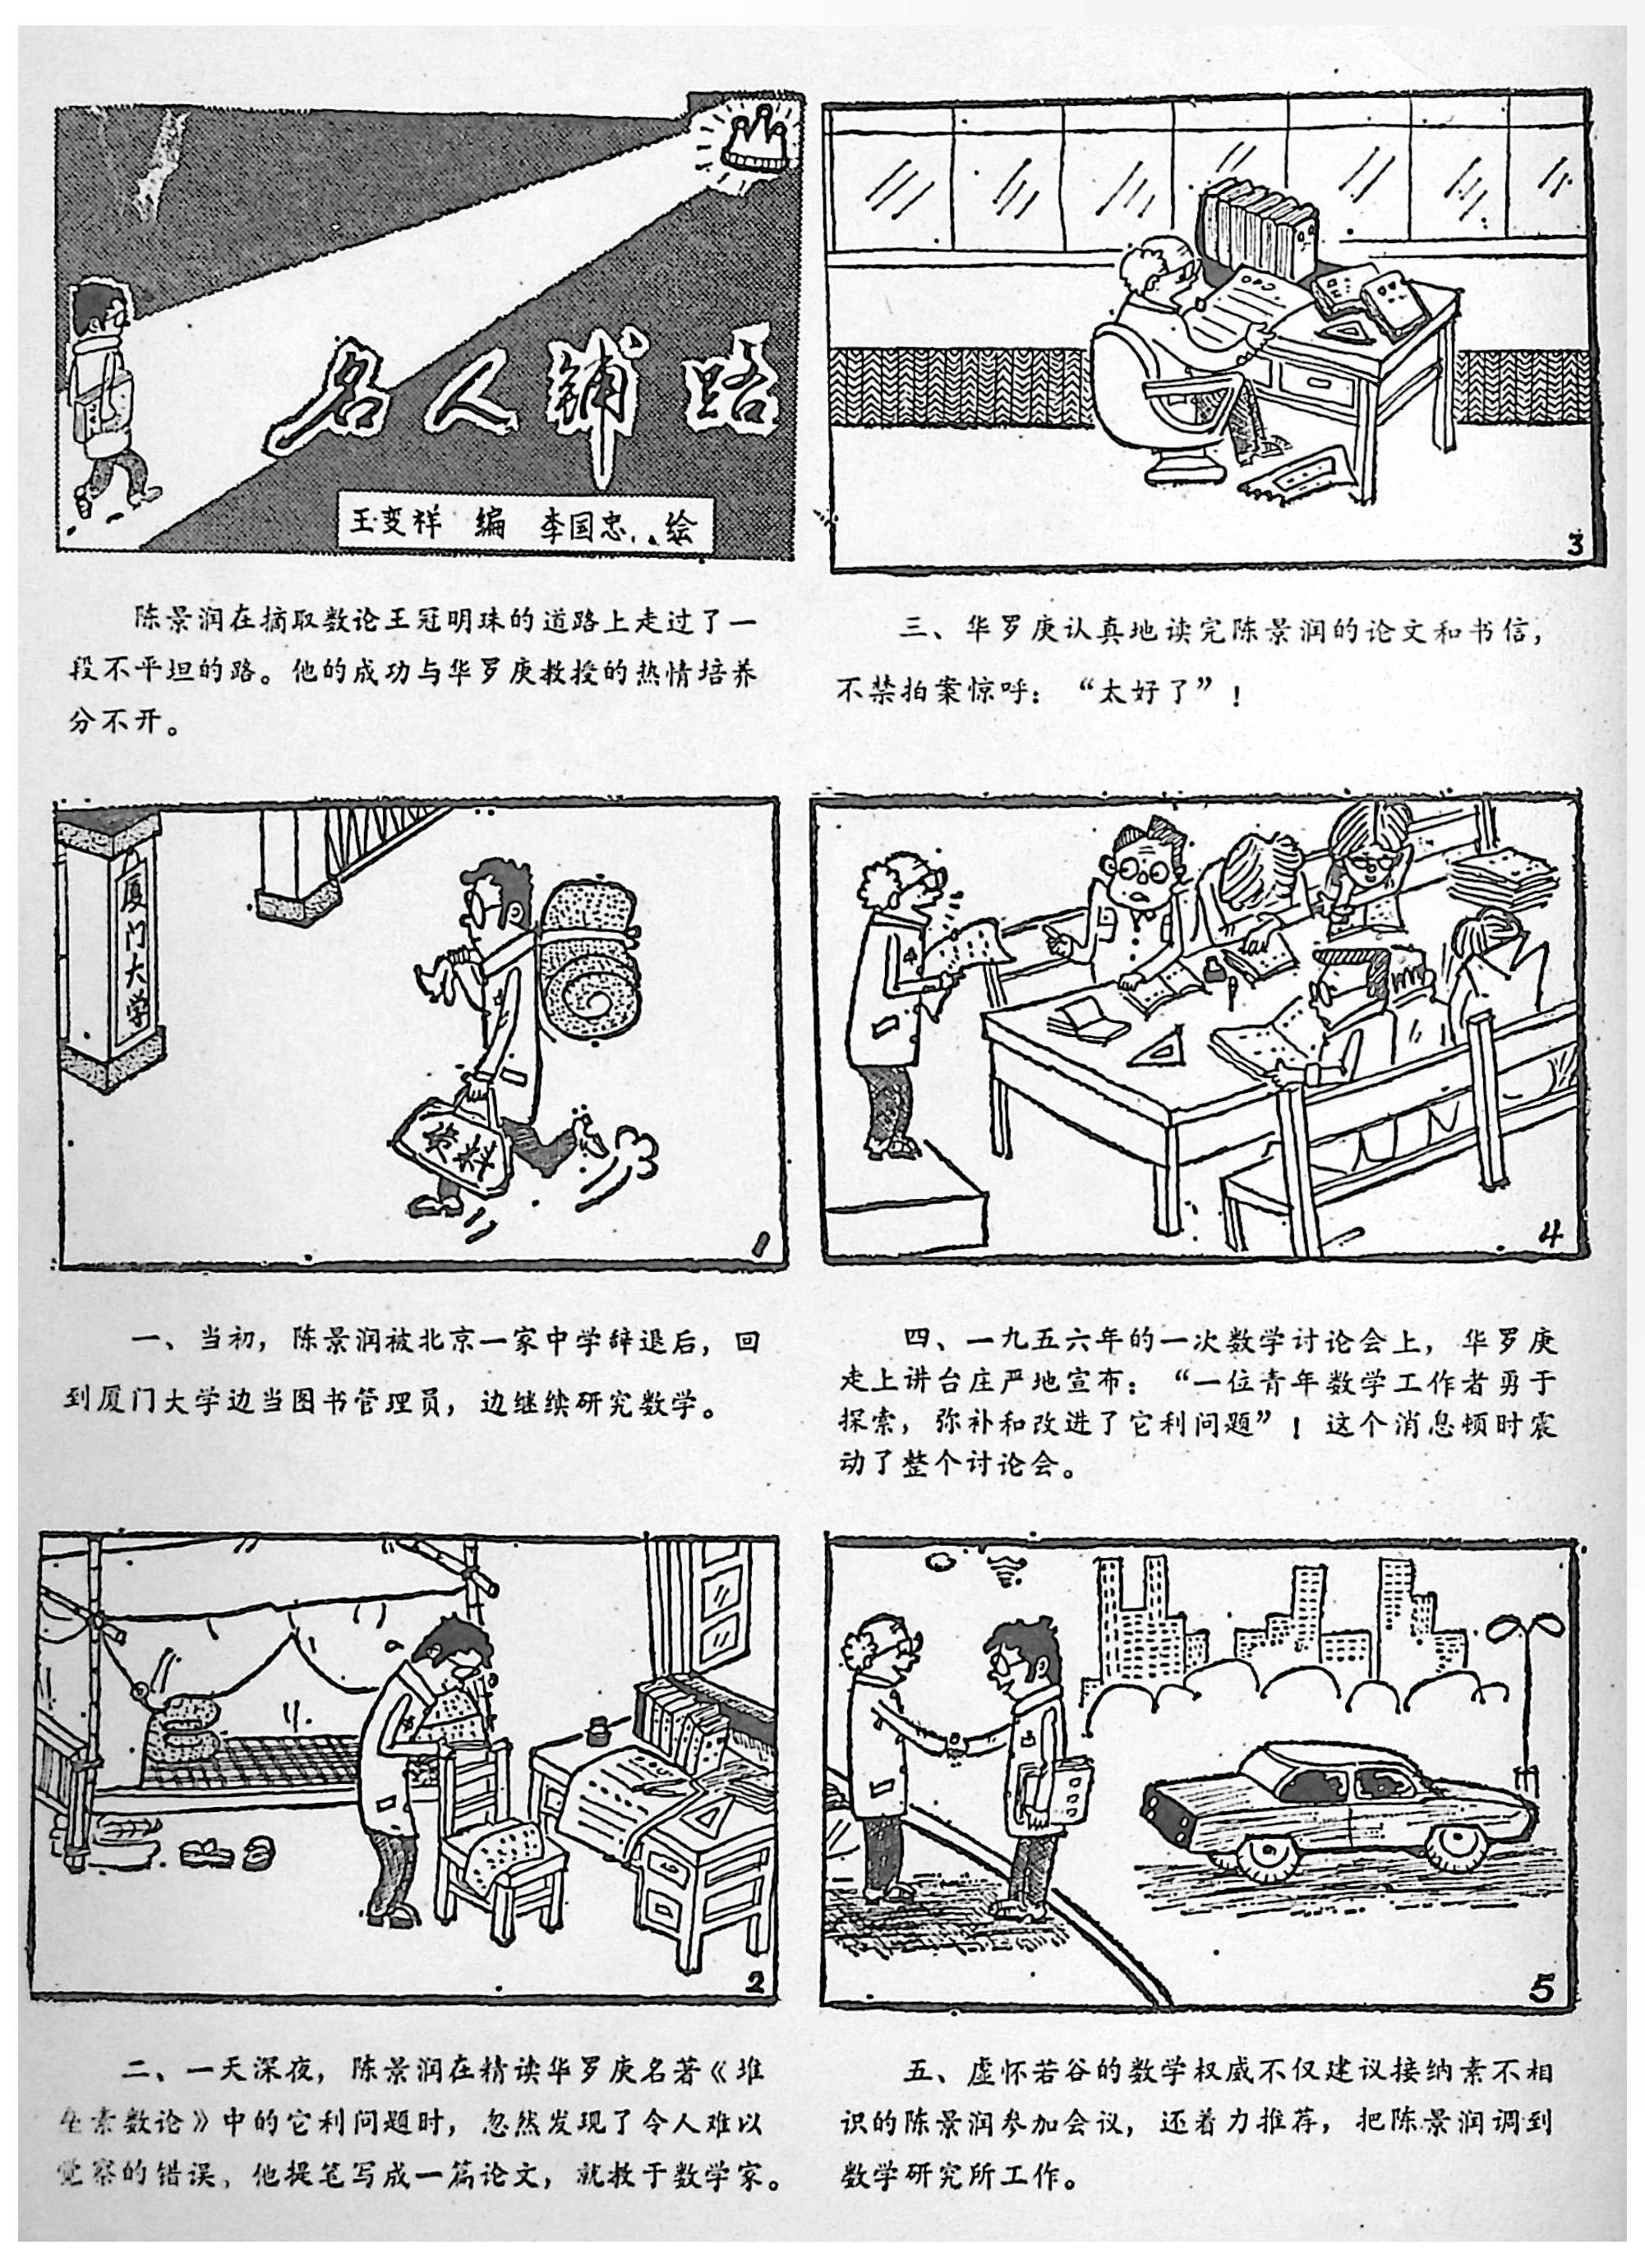 名人铺路
王变祥 编 李国忠 绘
陈景润在摘取数论王冠明珠的道路上走过了一
段不平坦的路。他的成功与华罗庚教授的热情培养
分不开。
厦门大学
资料
1
一、当初，陈景润被北京一家中学辞退后，回
到厦门大学边当图书管理员，边继续研究数学。
2
二、一天深夜，陈景润在精读华罗庚名著《堆
垒素数论》中的它利问题时，忽然发现了令人难以
觉察的错误，他提笔写成一篇论文，就教于数学家。
3
三、华罗庚认真地读完陈景润的论文和书信，
不禁拍案惊呼：“太好了”！
4
四、一九五六年的一次数学讨论会上，华罗庚
走上讲台庄严地宣布：“一位青年数学工作者勇于
探索，弥补和改进了它利问题”！这个消息顿时震
动了整个讨论会。
5
五、虚怀若谷的数学权威不仅建议接纳素不相
识的陈景润参加会议，还着力推荐，把陈景润调到
数学研究所工作。